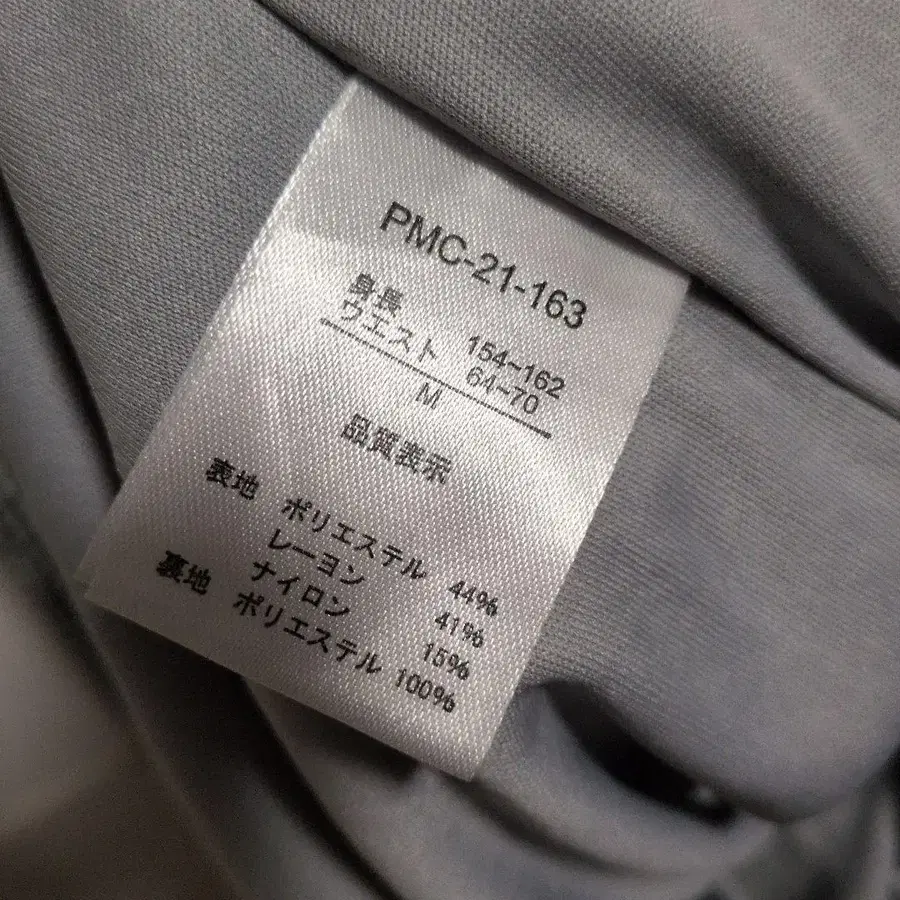 PMC-21-163
身長 154~162
ウエスト 64~70
M
品質表示
表地 ポリエステル 44%
レーヨン 41%
ナイロン 15%
裏地 ポリエステル 100%